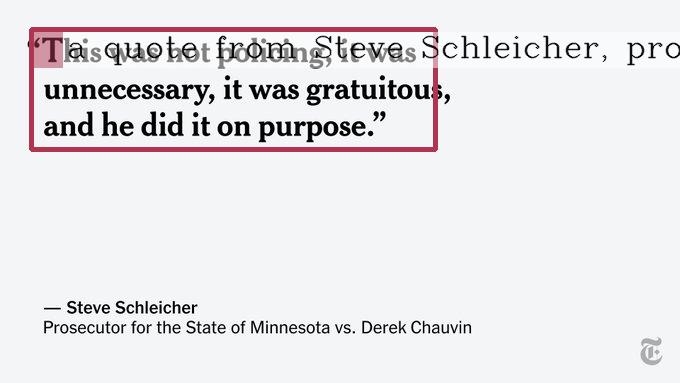 a quote from Steve Schleicher, pro
“This was not policing, it was
unnecessary, it was gratuitous,
and he did it on purpose.”
— Steve Schleicher
Prosecutor for the State of Minnesota vs. Derek Chauvin
T